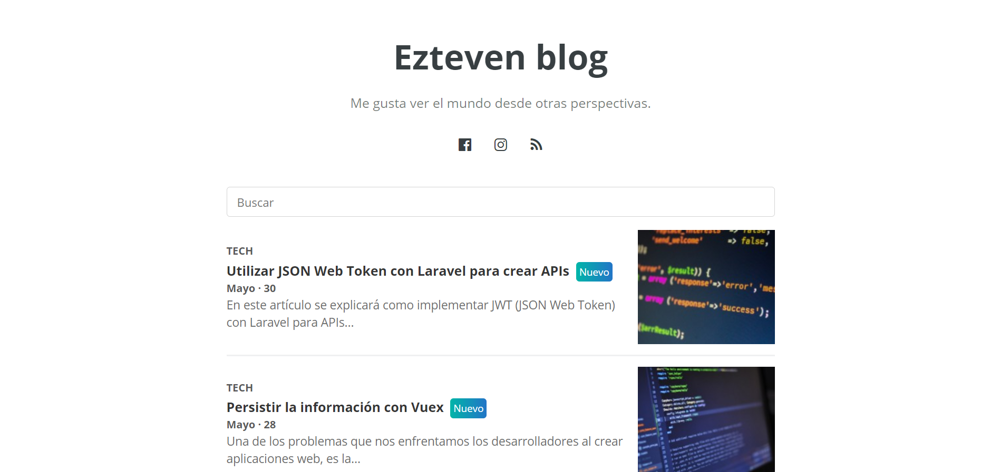 Ezteven blog
Me gusta ver el mundo desde otras perspectivas.
Buscar
TECH
Utilizar JSON Web Token con Laravel para crear APIs Nuevo
Mayo · 30
En este artículo se explicará como implementar JWT (JSON Web Token)
con Laravel para APIs...
'send_welcome' => false,
$result)) {
= array ('response'=>'error','mes
= array ('response'=>'success');
($arrResult);
TECH
Persistir la información con Vuex Nuevo
Mayo · 28
Una de los problemas que nos enfrentamos los desarrolladores al crear
aplicaciones web, es la...